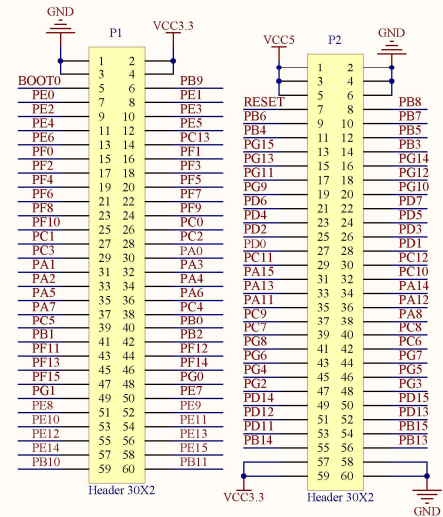 GND
P1
VCC3.3
1 2
3 4
BOOT0 5 6 PB9
PE0 7 8 PE1
PE2 9 10 PE3
PE4 11 12 PE5
PE6 13 14 PC13
PF0 15 16 PF1
PF2 17 18 PF3
PF4 19 20 PF5
PF6 21 22 PF7
PF8 23 24 PF9
PF10 25 26 PC0
PC1 27 28 PC2
PC3 29 30 PA0
PA1 31 32 PA3
PA2 33 34 PA4
PA5 35 36 PA6
PA7 37 38 PC4
PC5 39 40 PB0
PB1 41 42 PB2
PF11 43 44 PF12
PF13 45 46 PF14
PF15 47 48 PG0
PG1 49 50 PE7
PE8 51 52 PE9
PE10 53 54 PE11
PE12 55 56 PE13
PE14 57 58 PE15
PB10 59 60 PB11
Header 30X2
VCC5
P2
GND
1 2
3 4
5 6
RESET 7 8 PB8
PB6 9 10 PB7
PB4 11 12 PB5
PG15 13 14 PB3
PG13 15 16 PG14
PG11 17 18 PG12
PG9 19 20 PG10
PD6 21 22 PD7
PD4 23 24 PD5
PD2 25 26 PD3
PD0 27 28 PD1
PC11 29 30 PC12
PA15 31 32 PC10
PA13 33 34 PA14
PA11 35 36 PA12
PC9 37 38 PA8
PC7 39 40 PC8
PG8 41 42 PC6
PG6 43 44 PG7
PG4 45 46 PG5
PG2 47 48 PG3
PD14 49 50 PD15
PD12 51 52 PD13
PD11 53 54 PB15
PB14 55 56 PB13
57 58
59 60
VCC3.3
Header 30X2
GND